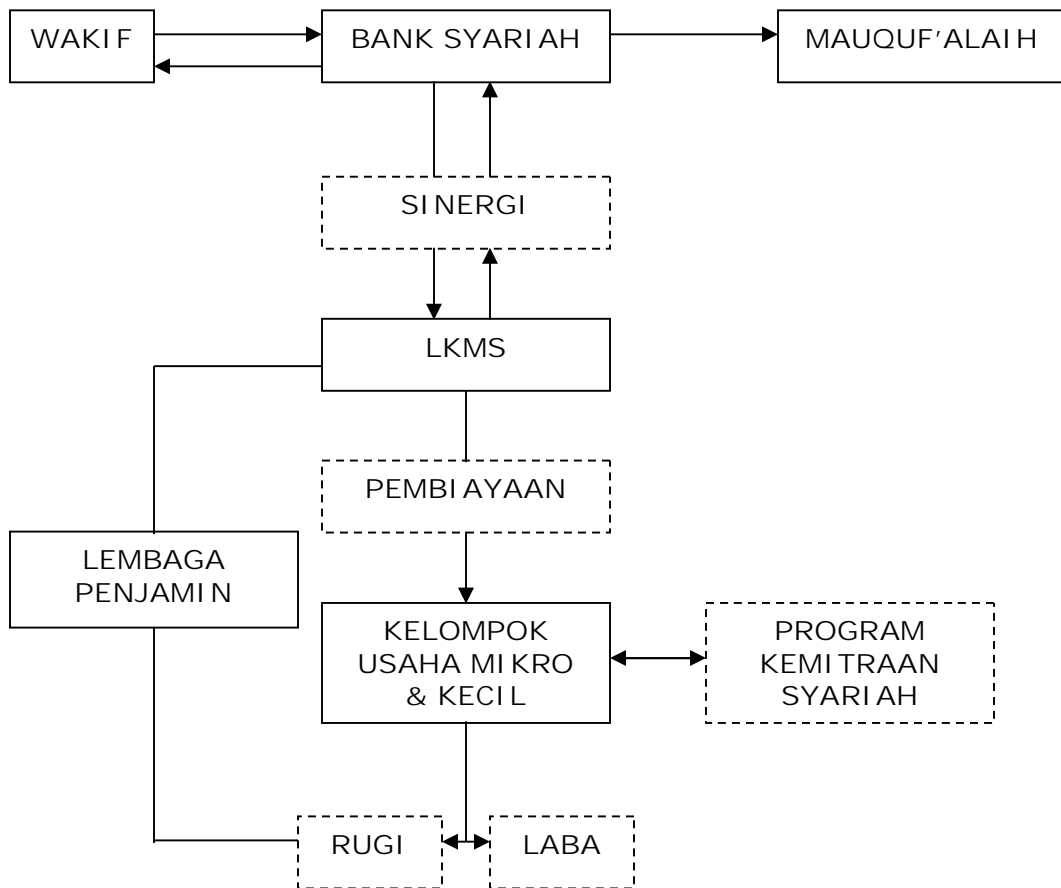 WAKIF
BANK SYARIAH
MAUQUF'ALAIH
SINERGI
LKMS
PEMBIAYAAN
LEMBAGA
PENJAMIN
KELOMPOK
USAHA MIKRO
& KECIL
PROGRAM
KEMITRAAN
SYARIAH
RUGI
LABA